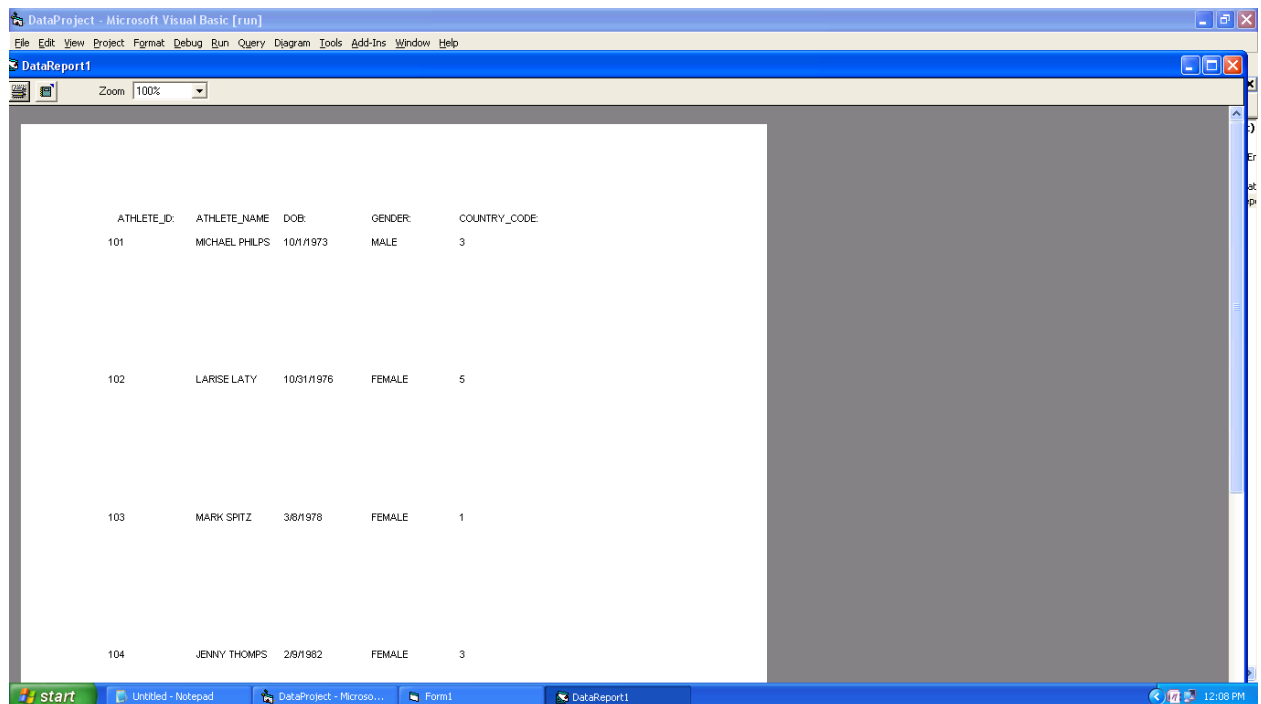 DataProject - Microsoft Visual Basic [run]
File Edit View Project Format Debug Run Query Diagram Tools Add-Ins Window Help
DataReport1
Zoom 100%
:)
Er
at
ATHLETE_ID: ATHLETE_NAME DOB: GENDER: COUNTRY_CODE:
101 MICHAEL PHILPS 10/1/1973 MALE 3
102 LARISE LATY 10/31/1976 FEMALE 5
103 MARK SPITZ 3/8/1978 FEMALE 1
104 JENNY THOMPS 2/9/1982 FEMALE 3
start Untitled - Notepad DataProject - Microso... Form1 DataReport1 12:08 PM